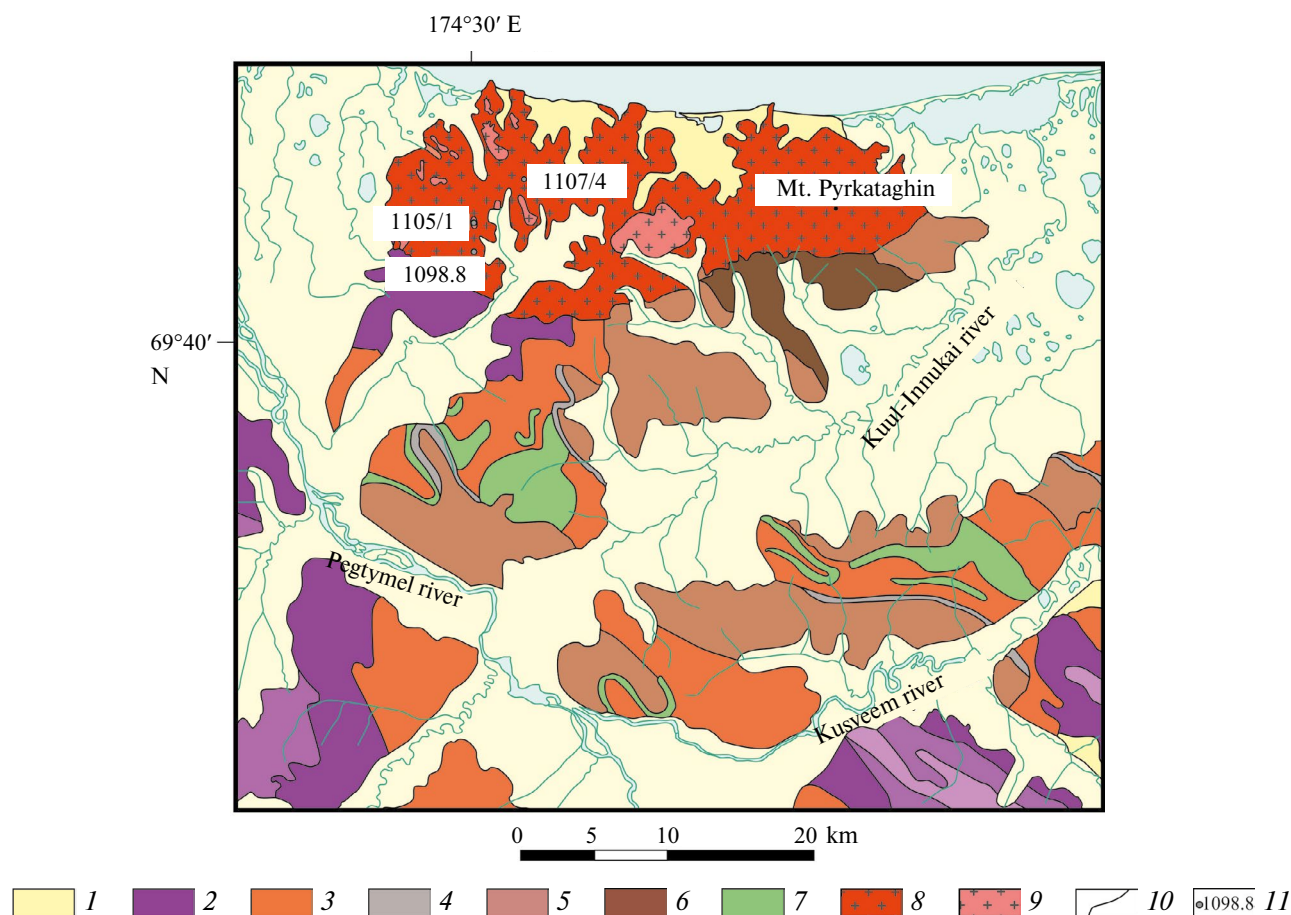 174°30′ E
1107/4
Mt. Pyrkataghin
1105/1
1098.8
69°40′
N
Kuul-Innukai river
Pegtymel river
Kusveem river
0 5 10 20 km
1 2 3 4 5 6 7 8 9 10 1098.8 11